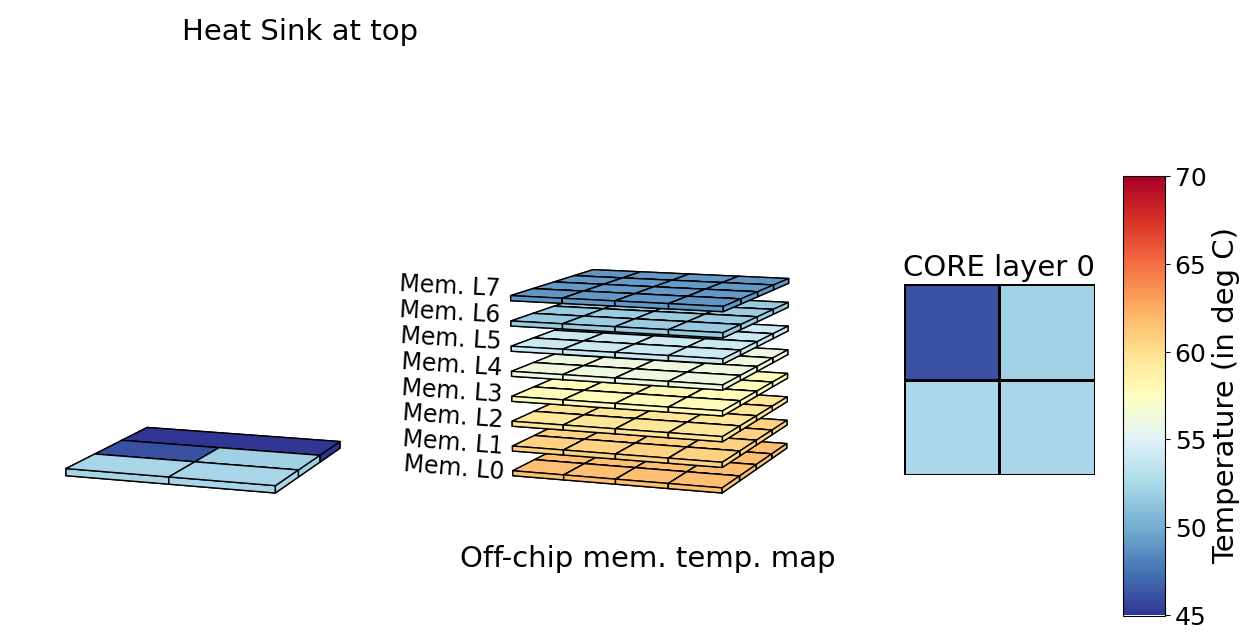 Heat Sink at top
Mem. L7
Mem. L6
Mem. L5
Mem. L4
Mem. L3
Mem. L2
Mem. L1
Mem. L0
Off-chip mem. temp. map
CORE layer 0
70
65
60
55
50
45
Temperature (in deg C)